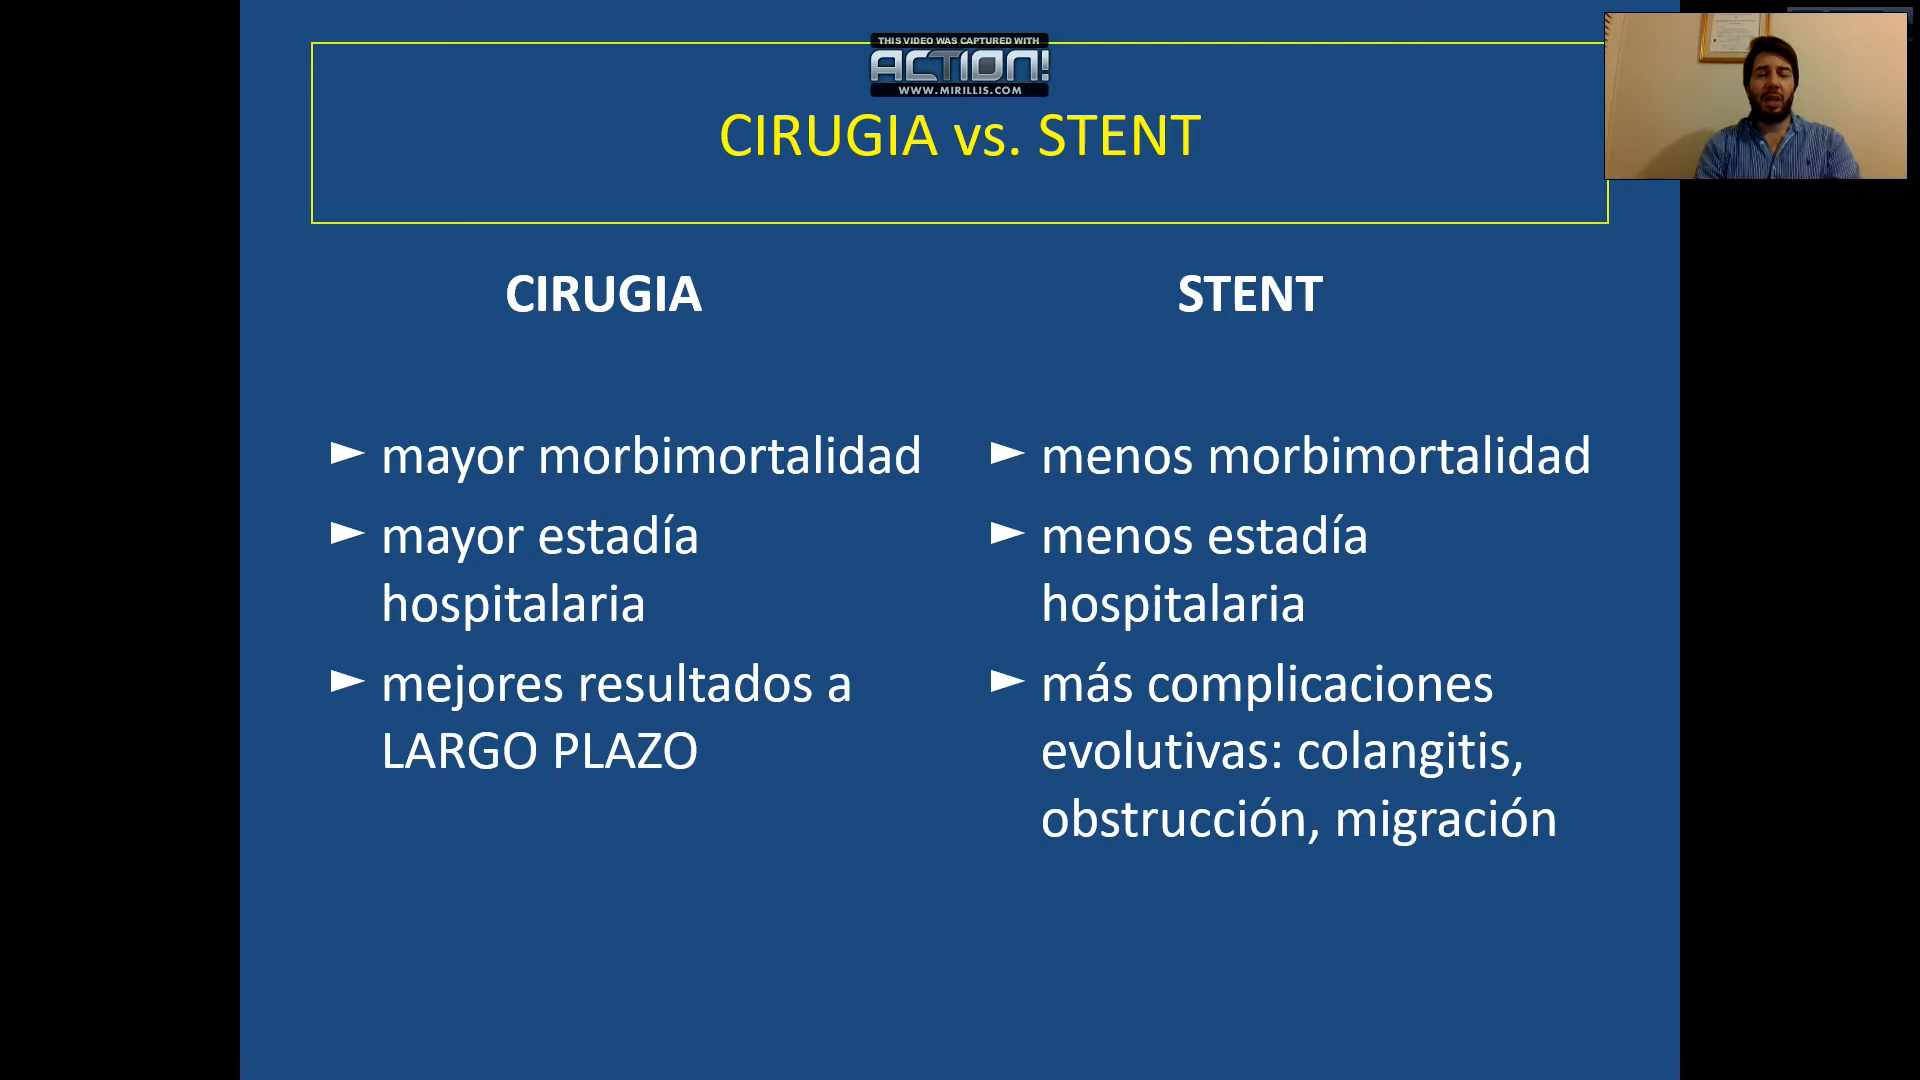 THIS VIDEO WAS CAPTURED WITH
ACTION!
WWW.MIRILLIS.COM
CIRUGIA vs. STENT
CIRUGIA
► mayor morbimortalidad
► mayor estadía
hospitalaria
► mejores resultados a
LARGO PLAZO
STENT
► menos morbimortalidad
► menos estadía
hospitalaria
► más complicaciones
evolutivas: colangitis,
obstrucción, migración